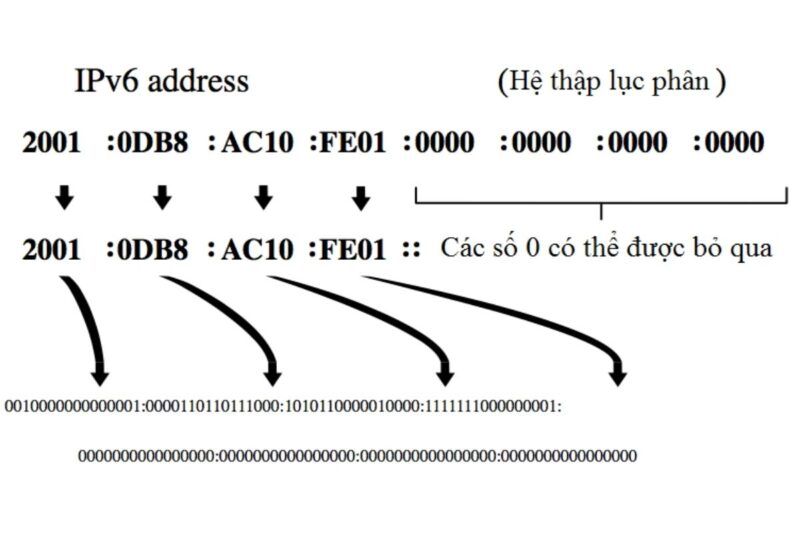 IPv6 address (Hệ thập lục phân )
2001 :0DB8 :AC10 :FE01 :0000 :0000 :0000 :0000
2001 :0DB8 :AC10 :FE01 :: Các số 0 có thể được bỏ qua
0010000000000001:0000110110111000:1010110000010000:1111111000000001:
0000000000000000:0000000000000000:0000000000000000:0000000000000000